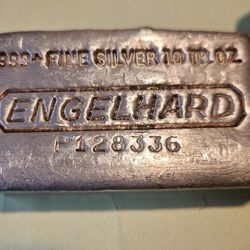 999+ FINE SILVER 10 TR. OZ.
ENGELHARD
P128336